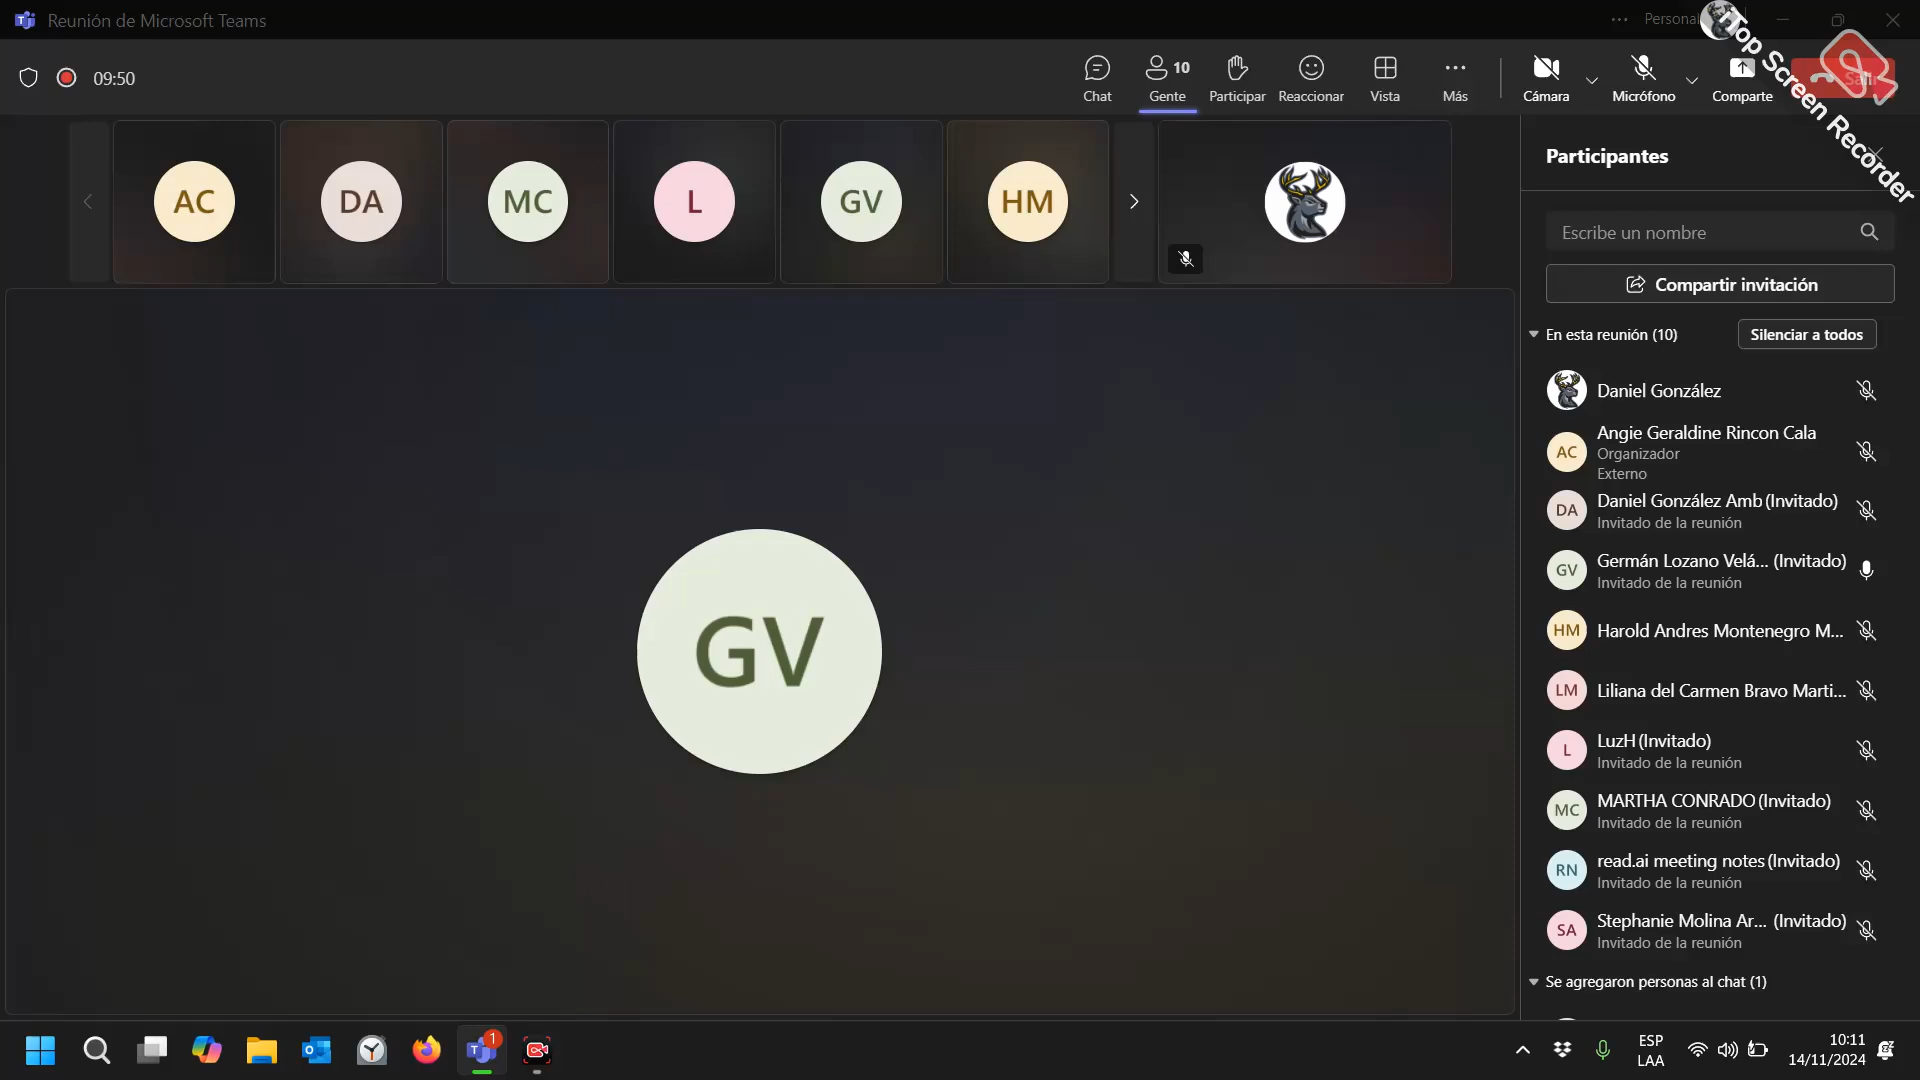 Reunión de Microsoft Teams
Personal
iTop Screen Recorder
09:50
Chat
10
Gente
Participar
Reaccionar
Vista
Más
Cámara
Micrófono
Comparte
Salir
AC
DA
MC
L
GV
HM
GV
Participantes
Escribe un nombre
Compartir invitación
En esta reunión (10)
Silenciar a todos
Daniel González
AC
Angie Geraldine Rincon Cala
Organizador
Externo
DA
Daniel González Amb (Invitado)
Invitado de la reunión
GV
Germán Lozano Velá... (Invitado)
Invitado de la reunión
HM
Harold Andres Montenegro M...
LM
Liliana del Carmen Bravo Marti...
L
LuzH (Invitado)
Invitado de la reunión
MC
MARTHA CONRADO (Invitado)
Invitado de la reunión
RN
read.ai meeting notes (Invitado)
Invitado de la reunión
SA
Stephanie Molina Ar... (Invitado)
Invitado de la reunión
Se agregaron personas al chat (1)
1
ESP
LAA
10:11
14/11/2024